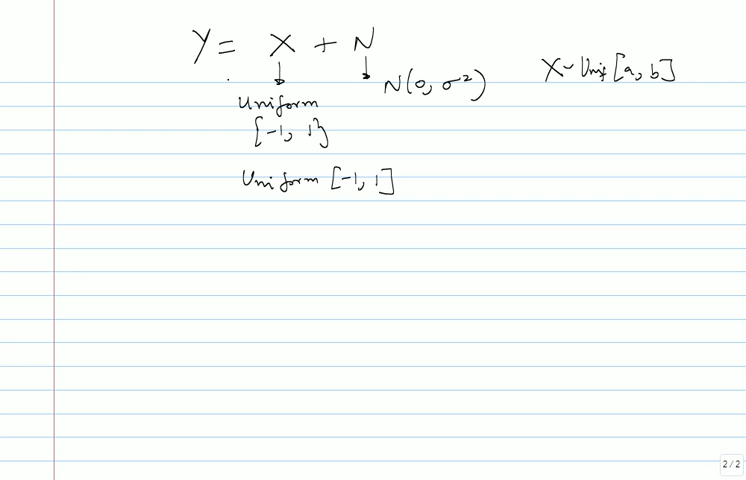 Y = X + N
N(0, σ²)
X ~ Unif [a, b]
Uniform
{-1, 1}
Uniform [-1, 1]
2/2